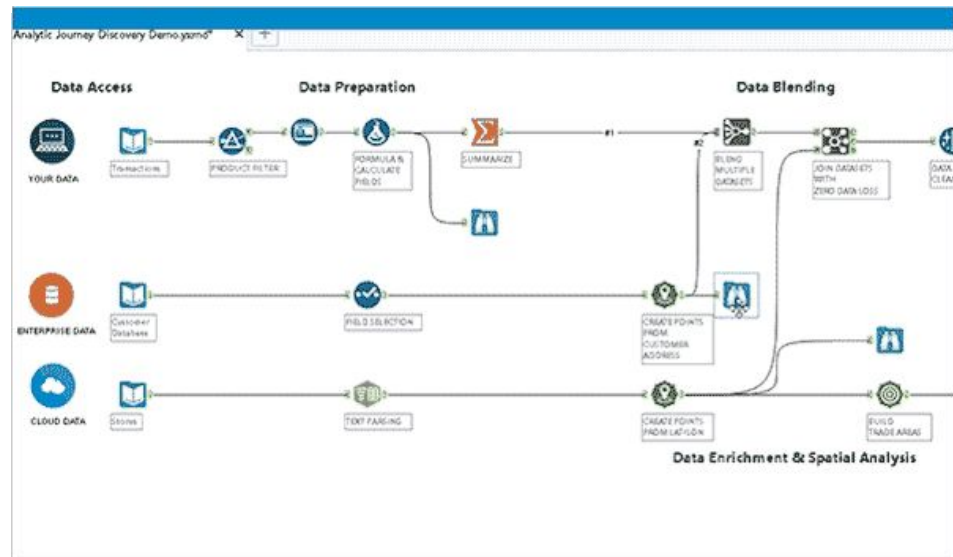 Analytic Journey Discovery Demo.yxmd*
Data Access
Data Preparation
Data Blending
YOUR DATA
Transactions
PRODUCT FILTER
FORMULA &
CALCULATE
FIELDS
SUMMARIZE
#1
#2
BLEND
MULTIPLE
DATASETS
JOIN DATASETS
WITH
ZERO DATA LOSS
DATA
CLEA
ENTERPRISE DATA
Customer
Database
FIELD SELECTION
CREATE POINTS
FROM
CUSTOMER
ADDRESS
CLOUD DATA
Stores
TEXT PARSING
CREATE POINTS
FROM LAT/LON
BUILD
TRADE AREAS
Data Enrichment & Spatial Analysis